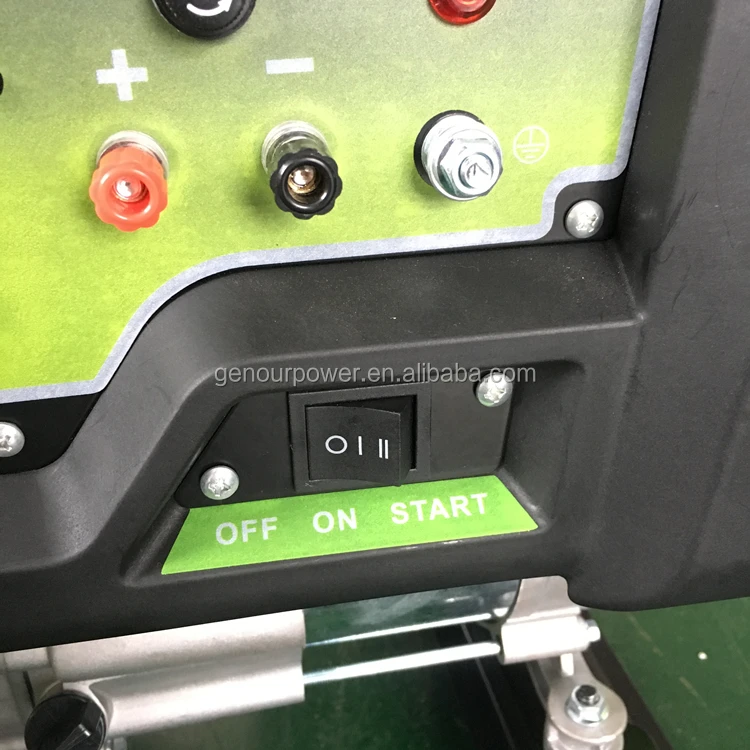 + −
genourpower.en.alibaba.com
O I II
OFF ON START